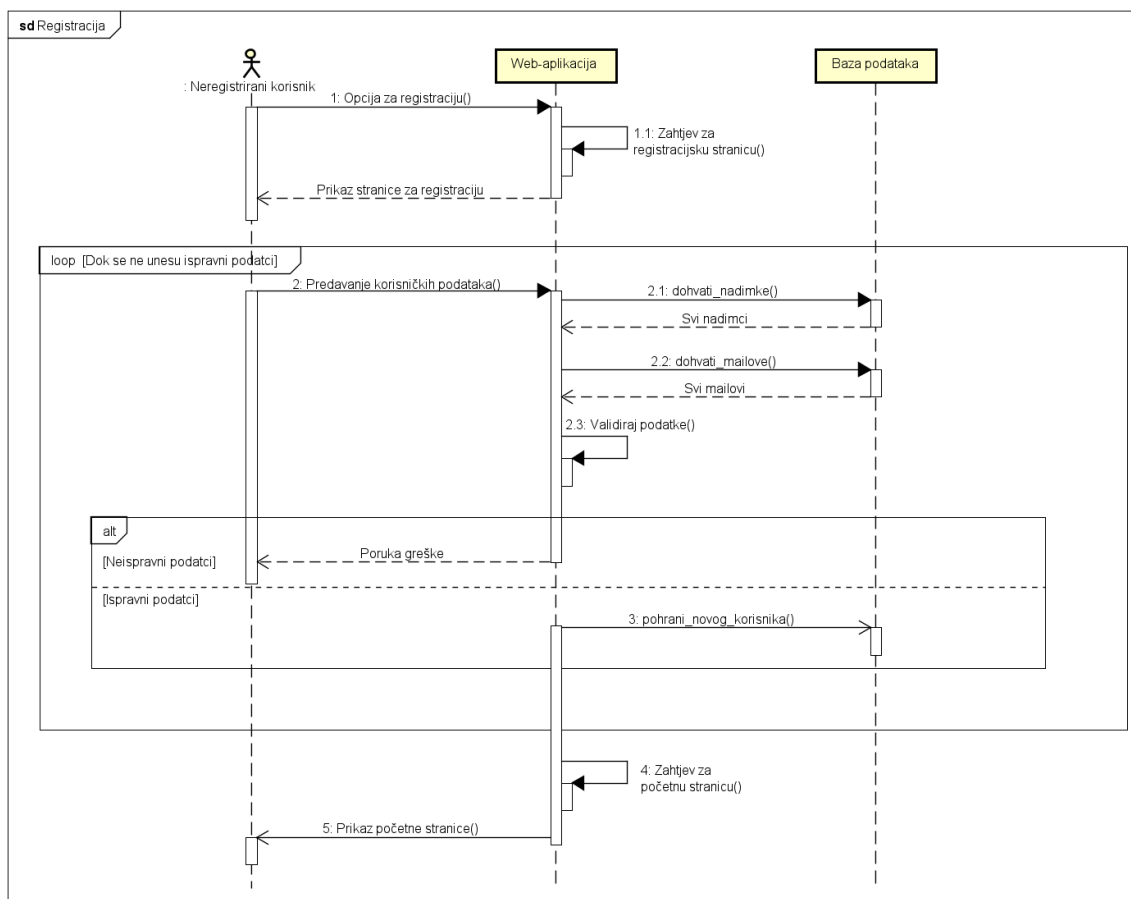 sd Registracija
: Neregistrirani korisnik
Web-aplikacija
Baza podataka
1: Opcija za registraciju()
1.1: Zahtjev za
registracijsku stranicu()
Prikaz stranice za registraciju
loop [Dok se ne unesu ispravni podatci]
2: Predavanje korisničkih podataka()
2.1: dohvati_nadimke()
Svi nadimci
2.2: dohvati_mailove()
Svi mailovi
2.3: Validiraj podatke()
alt
Poruka greške
[Neispravni podatci]
[Ispravni podatci]
3: pohrani_novog_korisnika()
4: Zahtjev za
početnu stranicu()
5: Prikaz početne stranice()